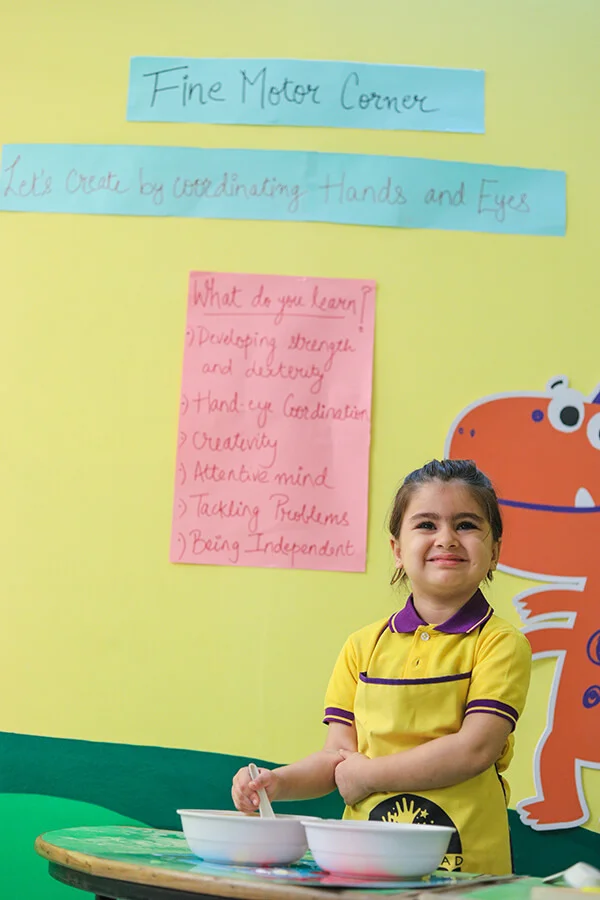 Fine Motor Corner
Let's Create by coordinating Hands and Eyes
What do you learn?
·) Developing strength
and dexterity
·) Hand-eye Coordination
·) Creativity
·) Attentive mind
·) Tackling Problems
·) Being Independent